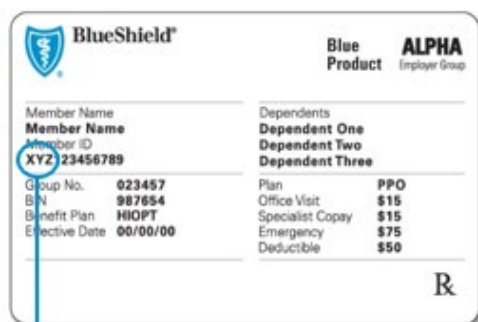 BlueShield®
Blue Product
ALPHA
Employer Group
Member Name
Member Name
Member ID
XYZ123456789
Group No. 023457
BIN 987654
Benefit Plan HIOPT
Effective Date 00/00/00
Dependents
Dependent One
Dependent Two
Dependent Three
Plan PPO
Office Visit $15
Specialist Copay $15
Emergency $75
Deductible $50
Rx